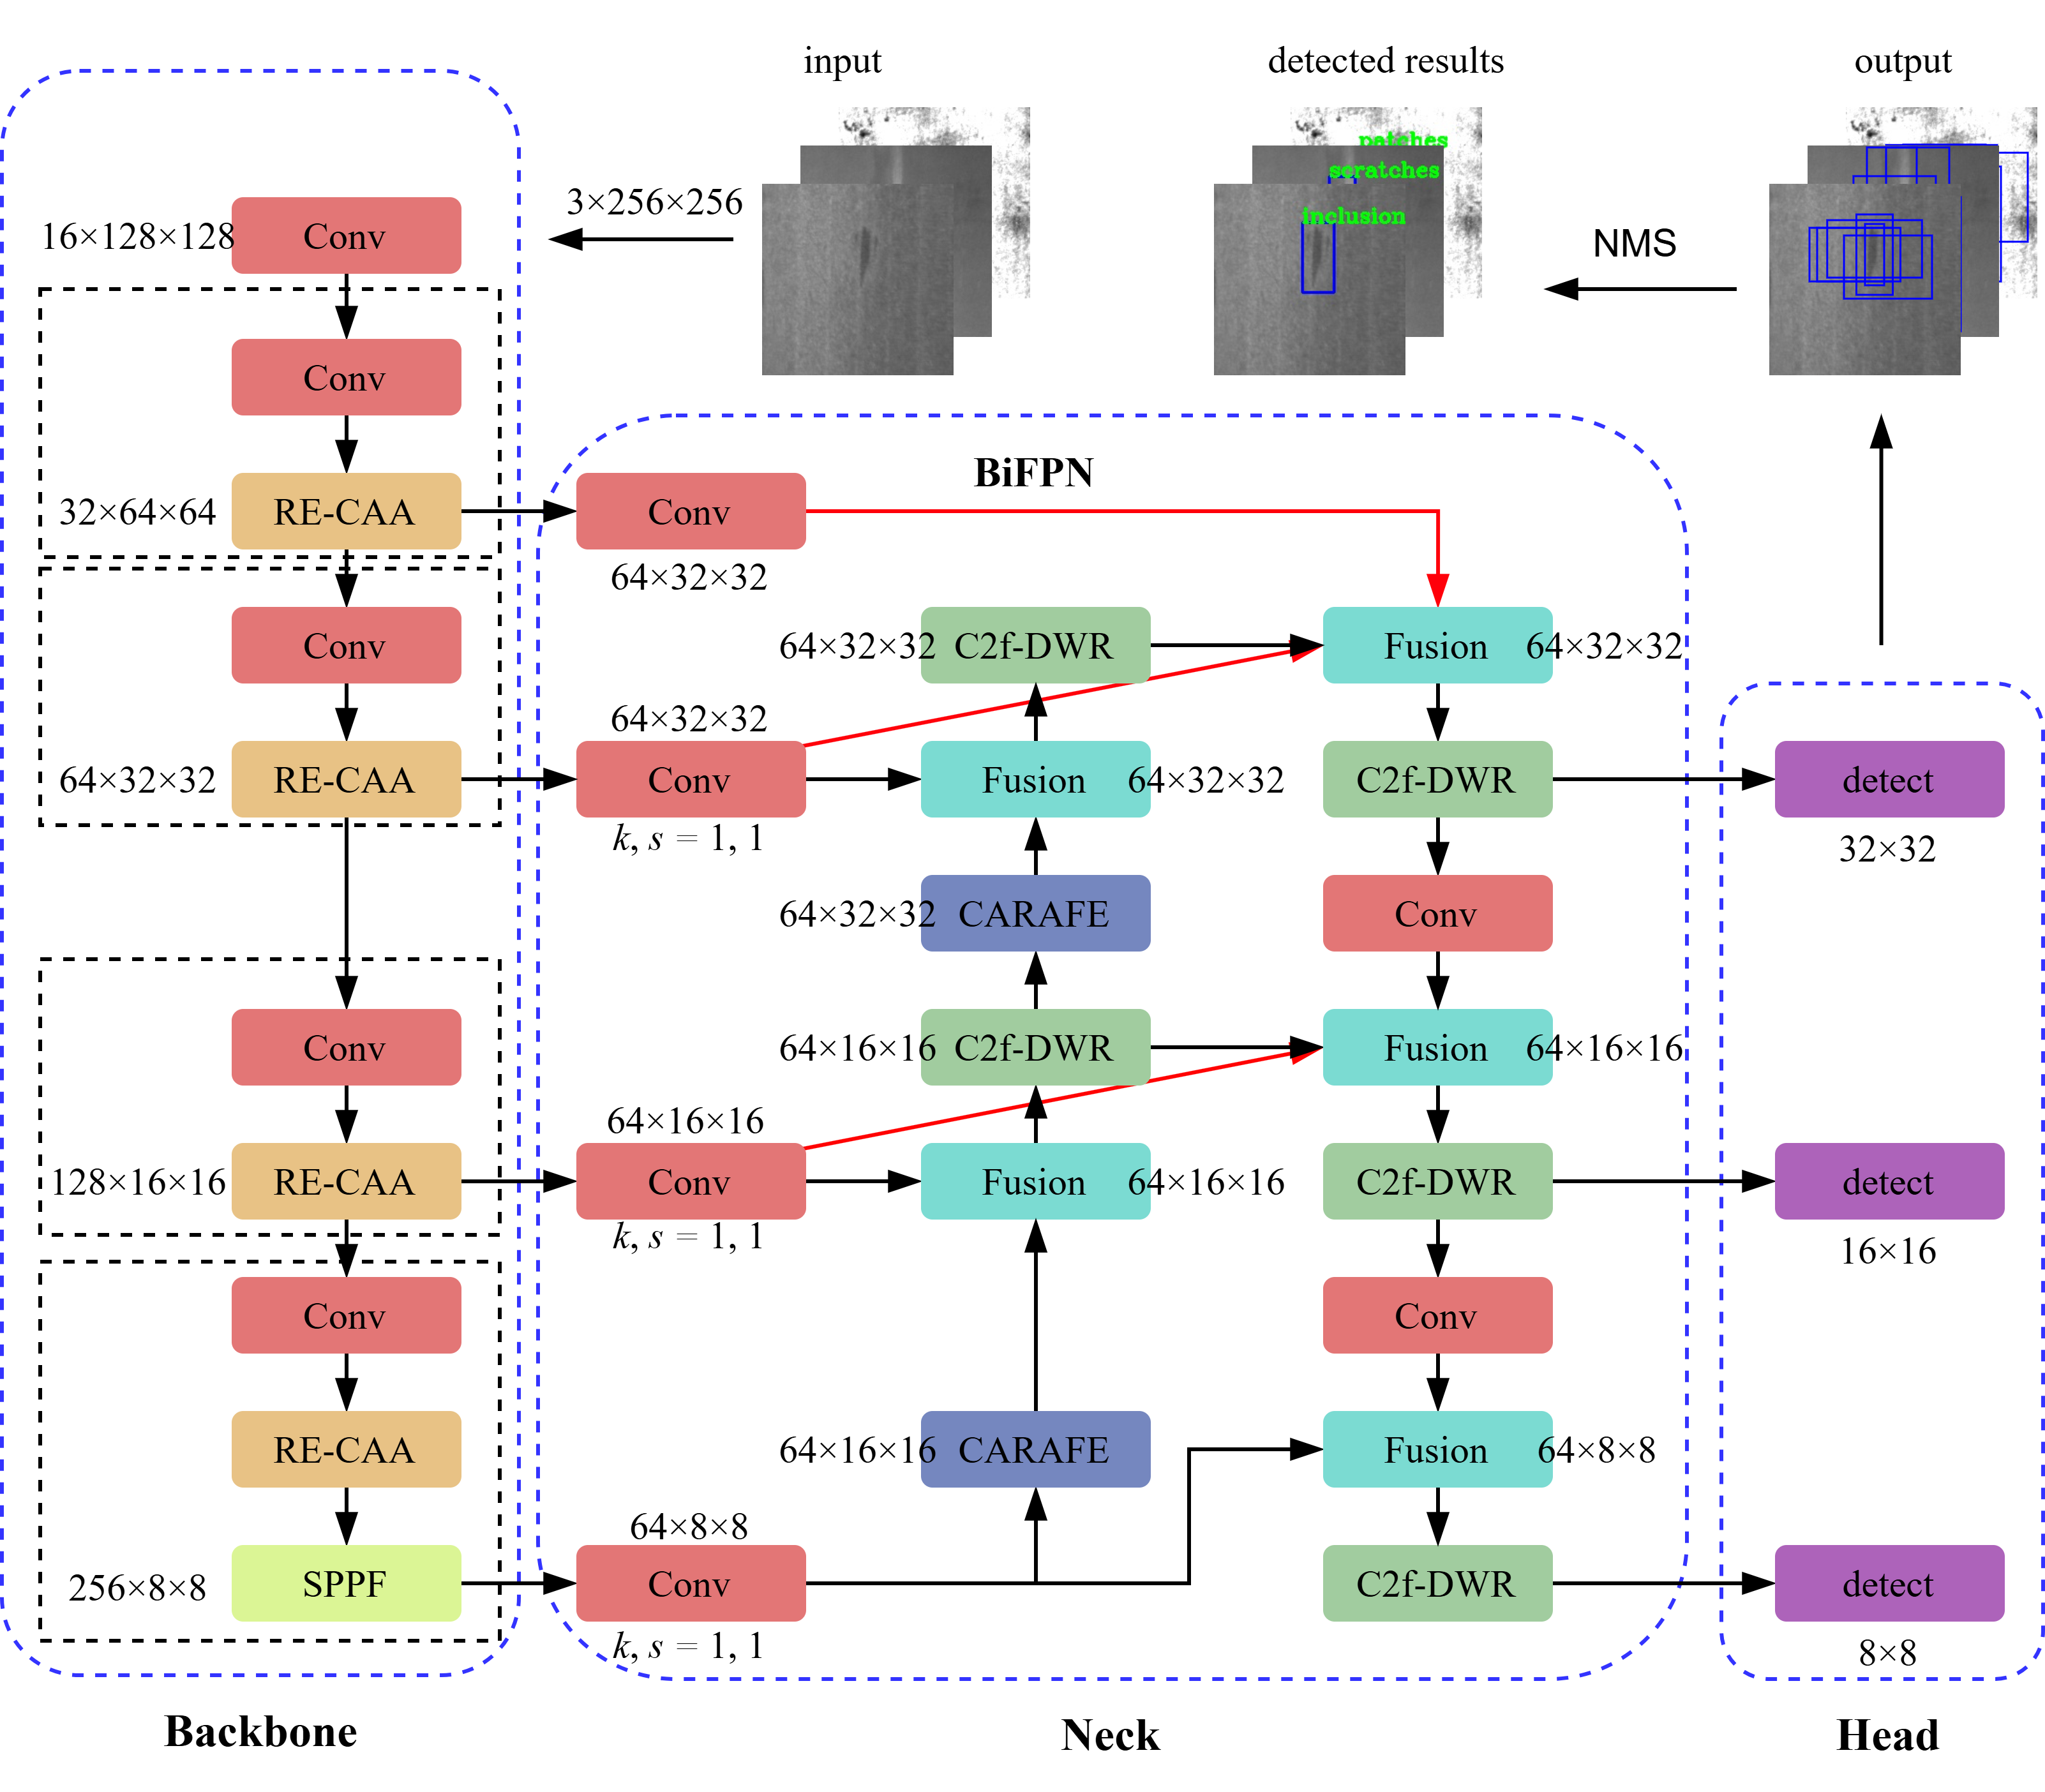 input
detected results
output
patches
scratches
inclusion
3×256×256
NMS
16×128×128
Conv
Conv
32×64×64
RE-CAA
Conv
64×32×32
RE-CAA
Conv
128×16×16
RE-CAA
Conv
RE-CAA
256×8×8
SPPF
Backbone
BiFPN
Conv
64×32×32
64×32×32
C2f-DWR
Fusion
64×32×32
64×32×32
Conv
k, s = 1, 1
Fusion
64×32×32
C2f-DWR
64×32×32
CARAFE
Conv
64×16×16
C2f-DWR
Fusion
64×16×16
64×16×16
Conv
k, s = 1, 1
Fusion
64×16×16
C2f-DWR
Conv
64×16×16
CARAFE
Fusion
64×8×8
64×8×8
Conv
k, s = 1, 1
C2f-DWR
Neck
detect
32×32
detect
16×16
detect
8×8
Head